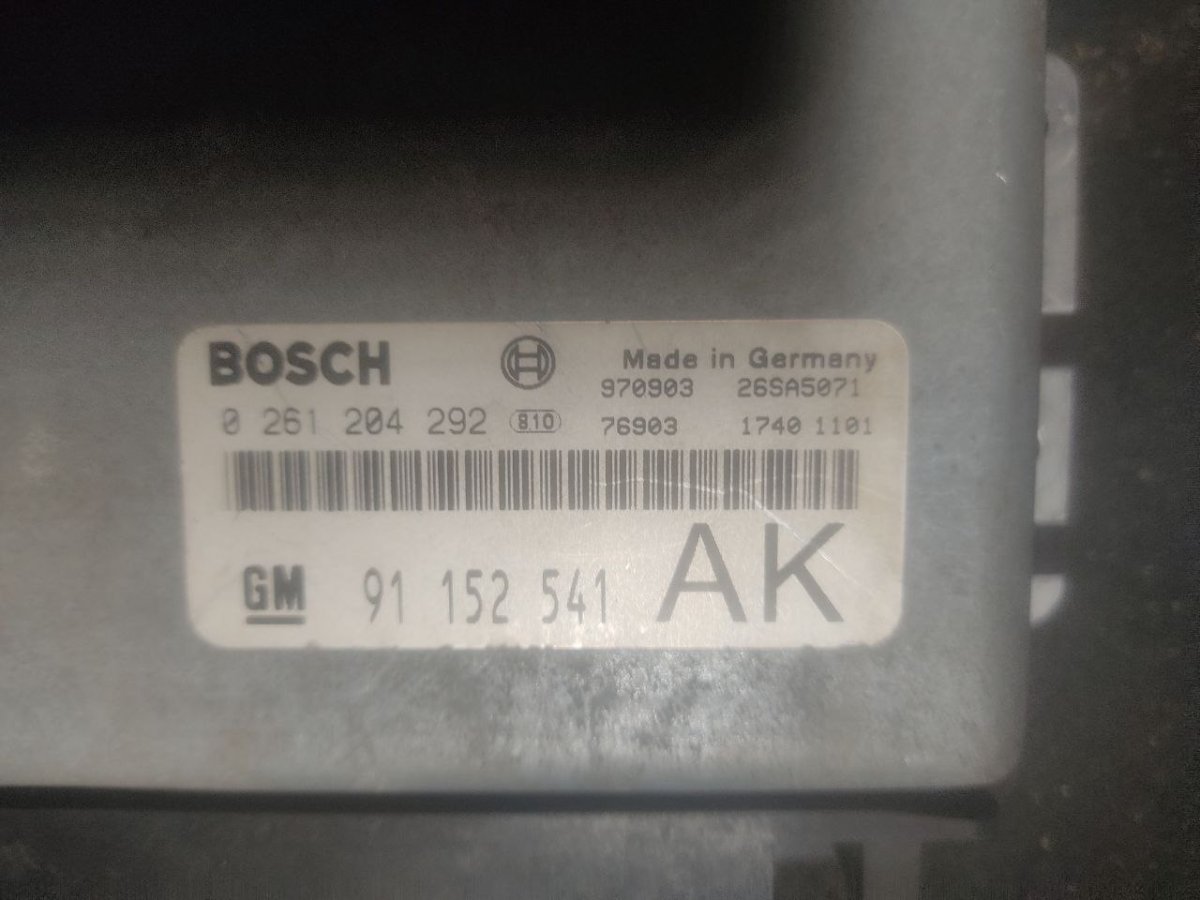 BOSCH Made in Germany
970903 26SA5071
0 261 204 292 810 76903 1740 1101
GM 91 152 541 AK